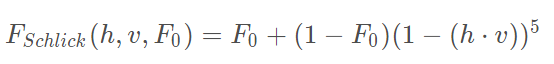 F_{Schlick}(h, v, F_0) = F_0 + (1 − F_0)(1 − (h · v))^5